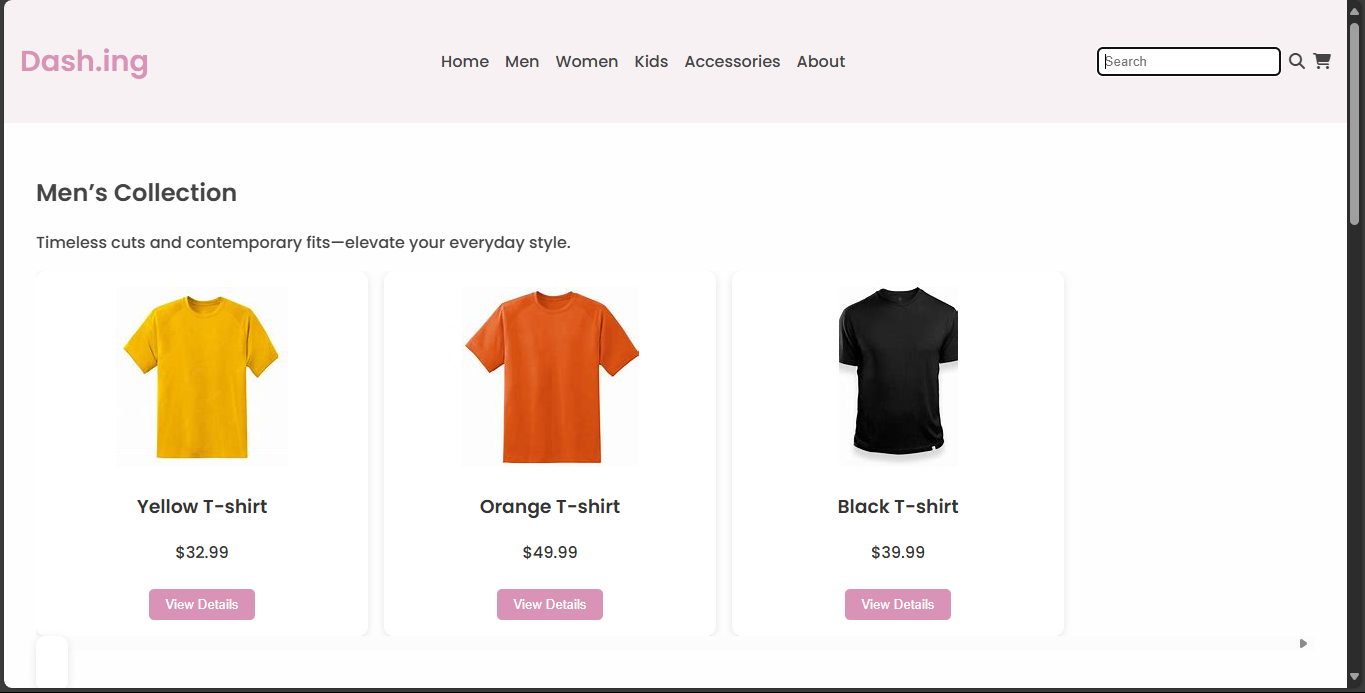 Dash.ing
Home Men Women Kids Accessories About
Search
Men’s Collection
Timeless cuts and contemporary fits—elevate your everyday style.
Yellow T-shirt
$32.99
View Details
Orange T-shirt
$49.99
View Details
Black T-shirt
$39.99
View Details